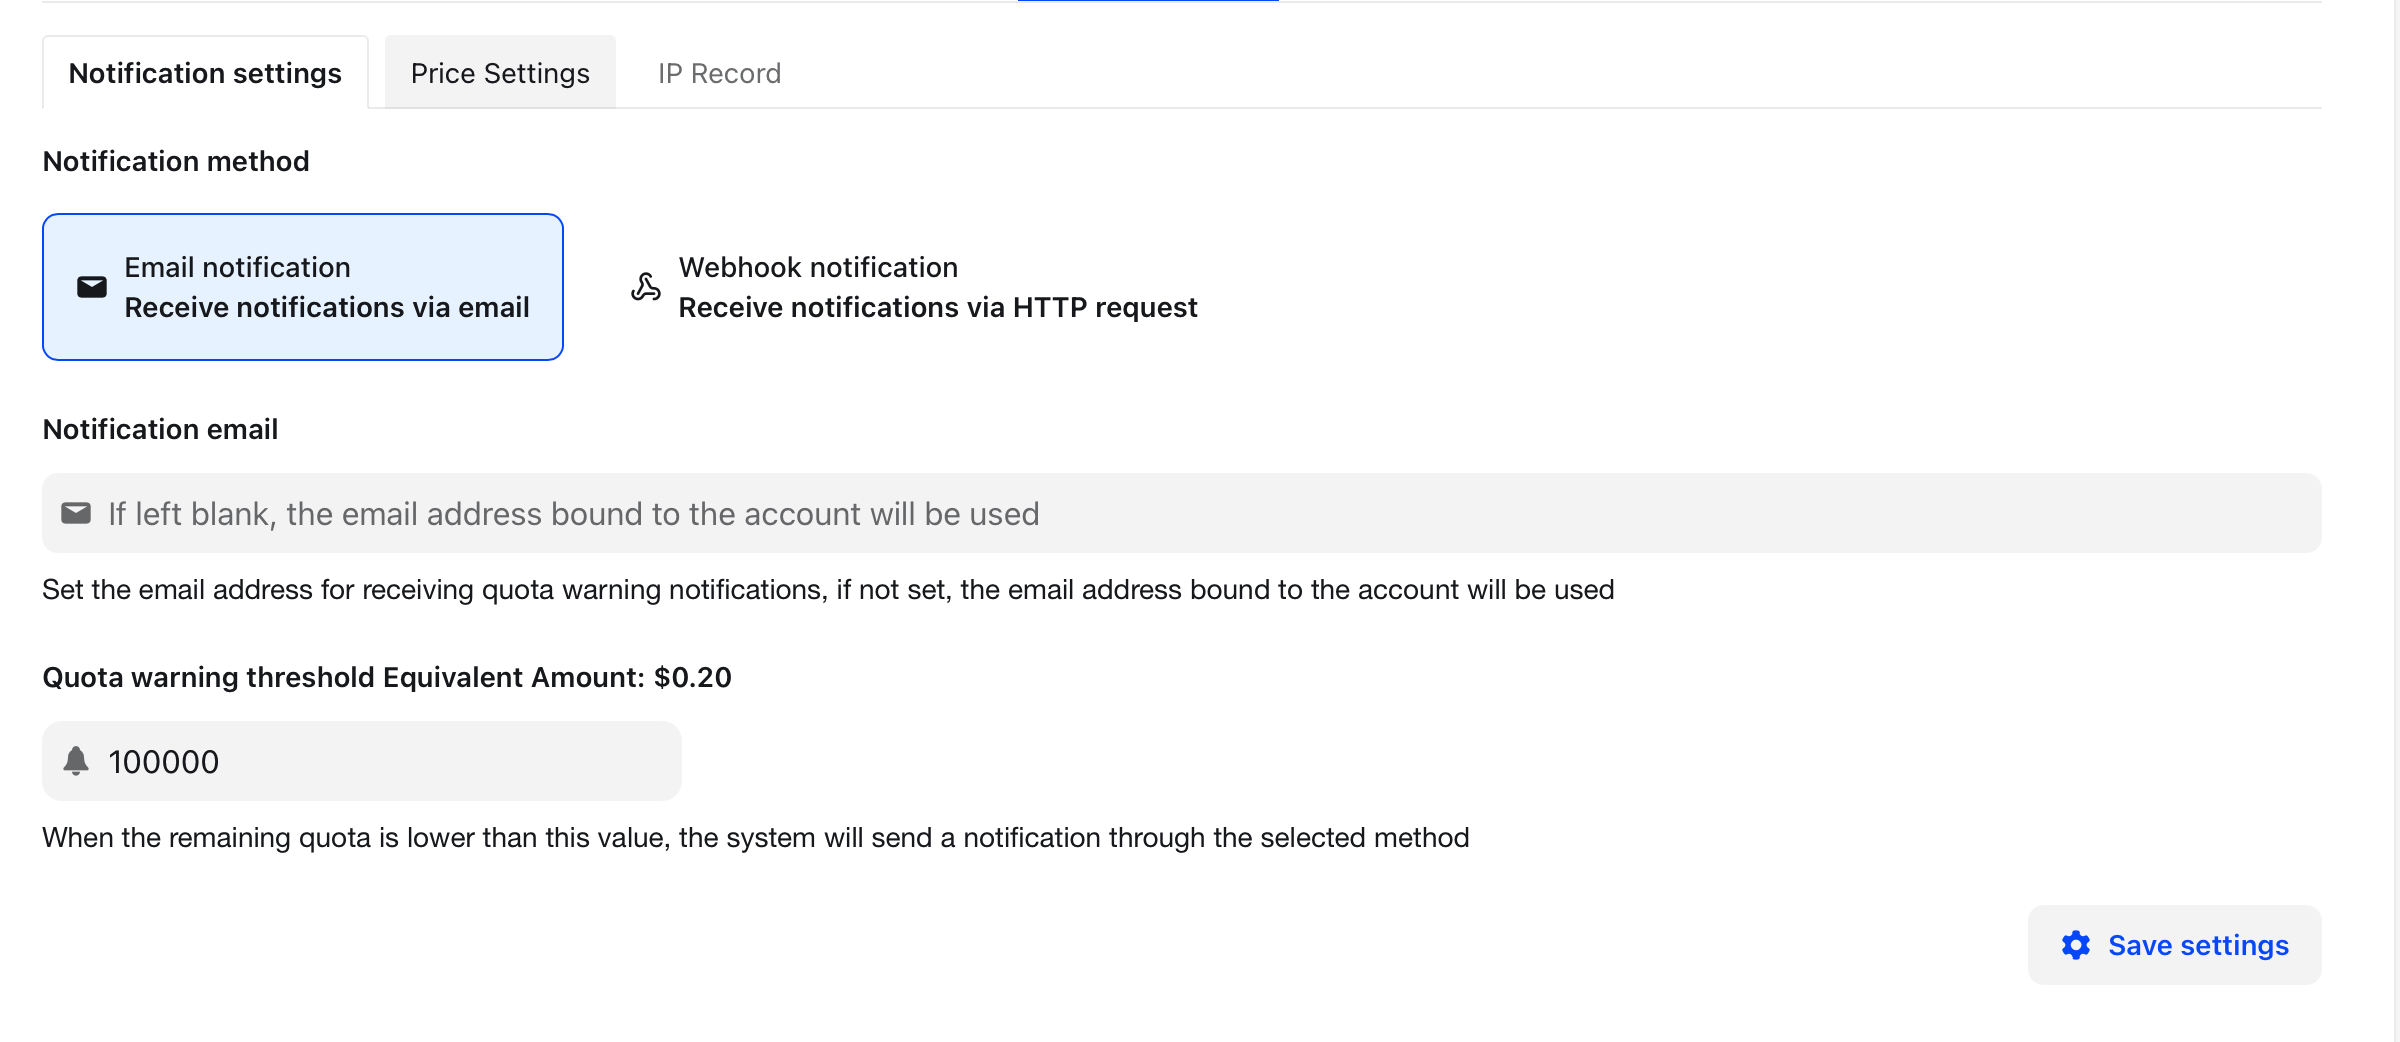 Notification settings
Price Settings
IP Record
Notification method
Email notification
Receive notifications via email
Webhook notification
Receive notifications via HTTP request
Notification email
If left blank, the email address bound to the account will be used
Set the email address for receiving quota warning notifications, if not set, the email address bound to the account will be used
Quota warning threshold Equivalent Amount: $0.20
100000
When the remaining quota is lower than this value, the system will send a notification through the selected method
Save settings